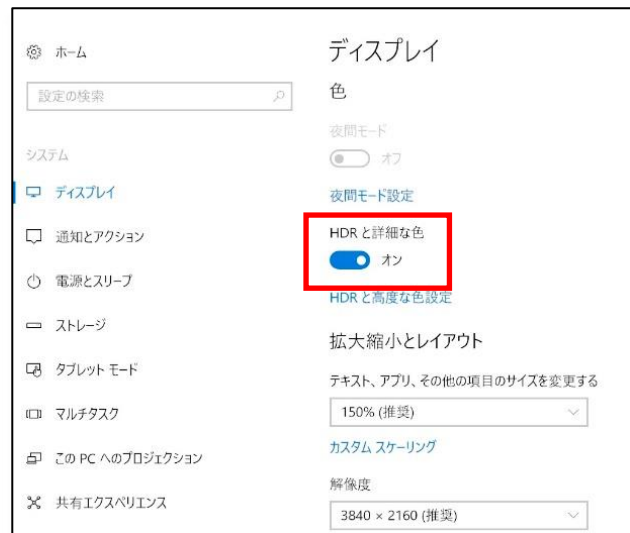 ホーム
設定の検索
システム
ディスプレイ
通知とアクション
電源とスリープ
ストレージ
タブレット モード
マルチタスク
この PC へのプロジェクション
共有エクスペリエンス
ディスプレイ
色
夜間モード
オフ
夜間モード設定
HDR と詳細な色
オン
HDR と高度な色設定
拡大縮小とレイアウト
テキスト、アプリ、その他の項目のサイズを変更する
150% (推奨)
カスタム スケーリング
解像度
3840 × 2160 (推奨)